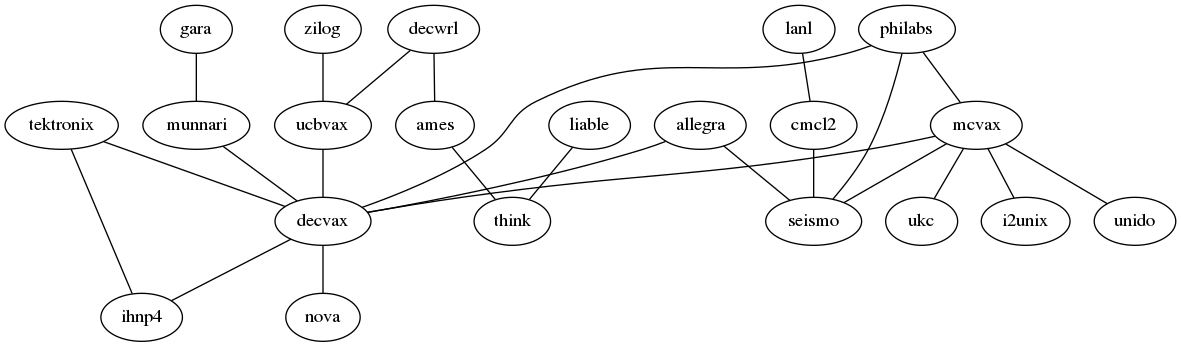 gara
zilog
decwrl
lanl
philabs
tektronix
munnari
ucbvax
ames
liable
allegra
cmcl2
mcvax
decvax
think
seismo
ukc
i2unix
unido
ihnp4
nova